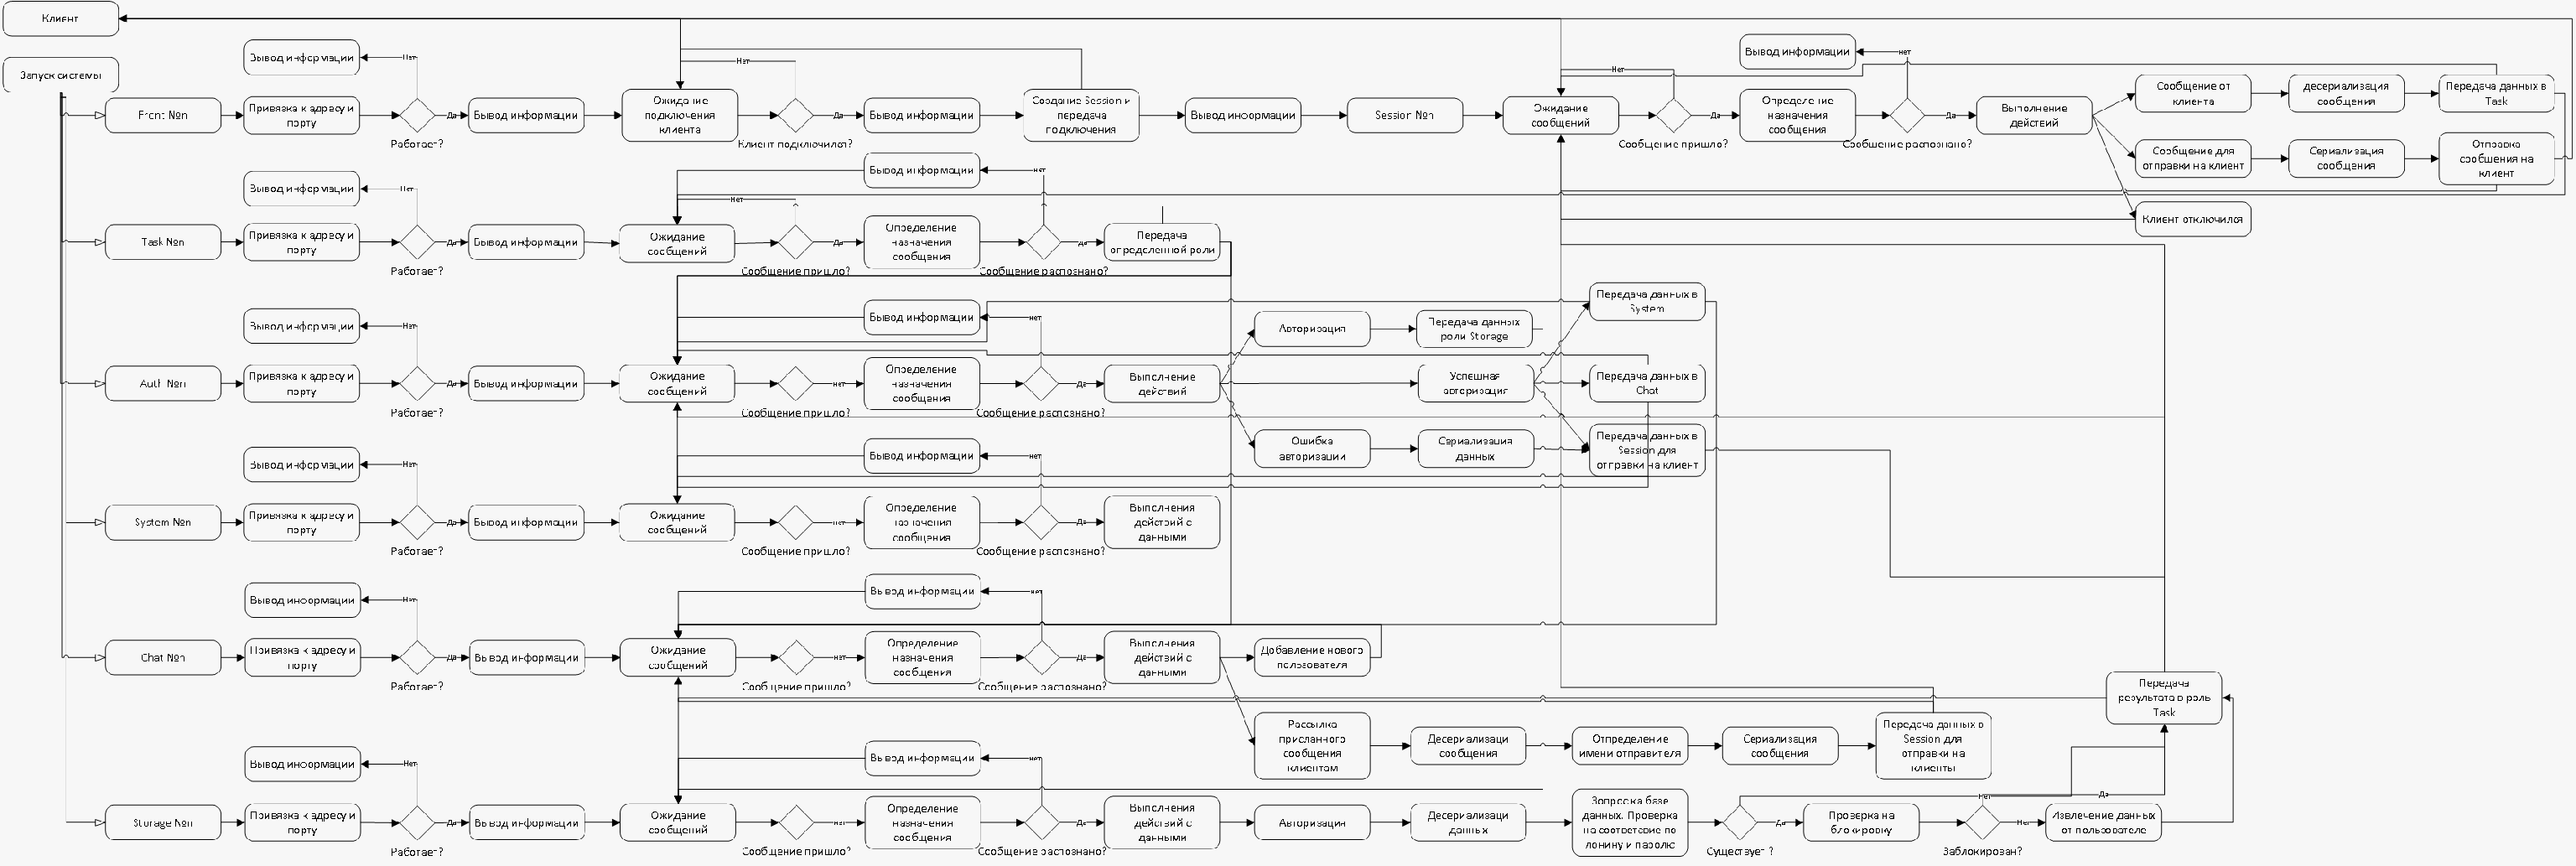 Клиент
Запуск системы
Вывод информации
Нет
Front №n
Привязка к адресу и
порту
Работает?
Да
Вывод информации
Ожидание
подключения
клиента
Нет
Клиент подключился?
Да
Вывод информации
Создание Session и
передача
подключения
Вывод информации
Session №n
Ожидание
сообщений
Нет
Сообщение пришло?
Да
Определение
назначения
сообщения
Вывод информации
нет
Сообщение распознано?
Да
Выполнение
действий
Сообщение от
клиента
десериализация
сообщения
Передача данных в
Task
Сообщение для
отправки на клиент
Сериализация
сообщения
Отправка
сообщения на
клиент
Клиент отключился
Вывод информации
Нет
Task №n
Привязка к адресу и
порту
Работает?
Да
Вывод информации
Ожидание
сообщений
Нет
Сообщение пришло?
Да
Определение
назначения
сообщения
Вывод информации
нет
Сообщение распознано?
Да
Передача
определенной роли
Вывод информации
Нет
Auth №n
Привязка к адресу и
порту
Работает?
Да
Вывод информации
Ожидание
сообщений
Сообщение пришло?
нет
Определение
назначения
сообщения
Вывод информации
нет
Сообщение распознано?
Да
Выполнение
действий
Авторизация
Передача данных
роли Storage
Успешная
авторизация
Передача данных в
System
Передача данных в
Chat
Ошибка
авторизации
Сериализация
данных
Передача данных в
Session для
отправки на клиент
Вывод информации
Нет
System №n
Привязка к адресу и
порту
Работает?
Да
Вывод информации
Ожидание
сообщений
Сообщение пришло?
нет
Определение
назначения
сообщения
Вывод информации
нет
Сообщение распознано?
Да
Выполнения
действий с
данными
Вывод информации
Нет
Chat №n
Привязка к адресу и
порту
Работает?
Да
Вывод информации
Ожидание
сообщений
Сообщение пришло?
нет
Определение
назначения
сообщения
Вывод информации
нет
Сообщение распознано?
Да
Выполнения
действий с
данными
Добавление нового
пользователя
Рассылка
присланного
сообщения
клиентам
Десериализаци
сообщения
Отпределение
имени отправителя
Сериализация
сообщения
Передача данных в
Session для
отправки на
клиенты
Передача
результата в роль
Task
Вывод информации
Нет
Storage №n
Привязка к адресу и
порту
Работает?
Да
Вывод информации
Ожидание
сообщений
Сообщение пришло?
нет
Определение
назначения
сообщения
Вывод информации
нет
Сообщение распознано?
Да
Выполнения
действий с
данными
Авторизация
Десериализаци
данных
Запрос ка базе
данных. Проверка
на соответсвие по
логину и паролю
Существует ?
Да
Проверка на
блокировку
Нет
Заблокирован?
Да
Нет
Извлечение данных
от пользователе